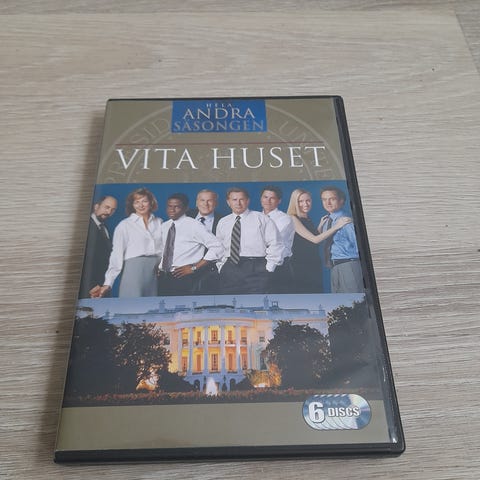 HELA
ANDRA
SÄSONGEN
VITA HUSET
6 DISCS